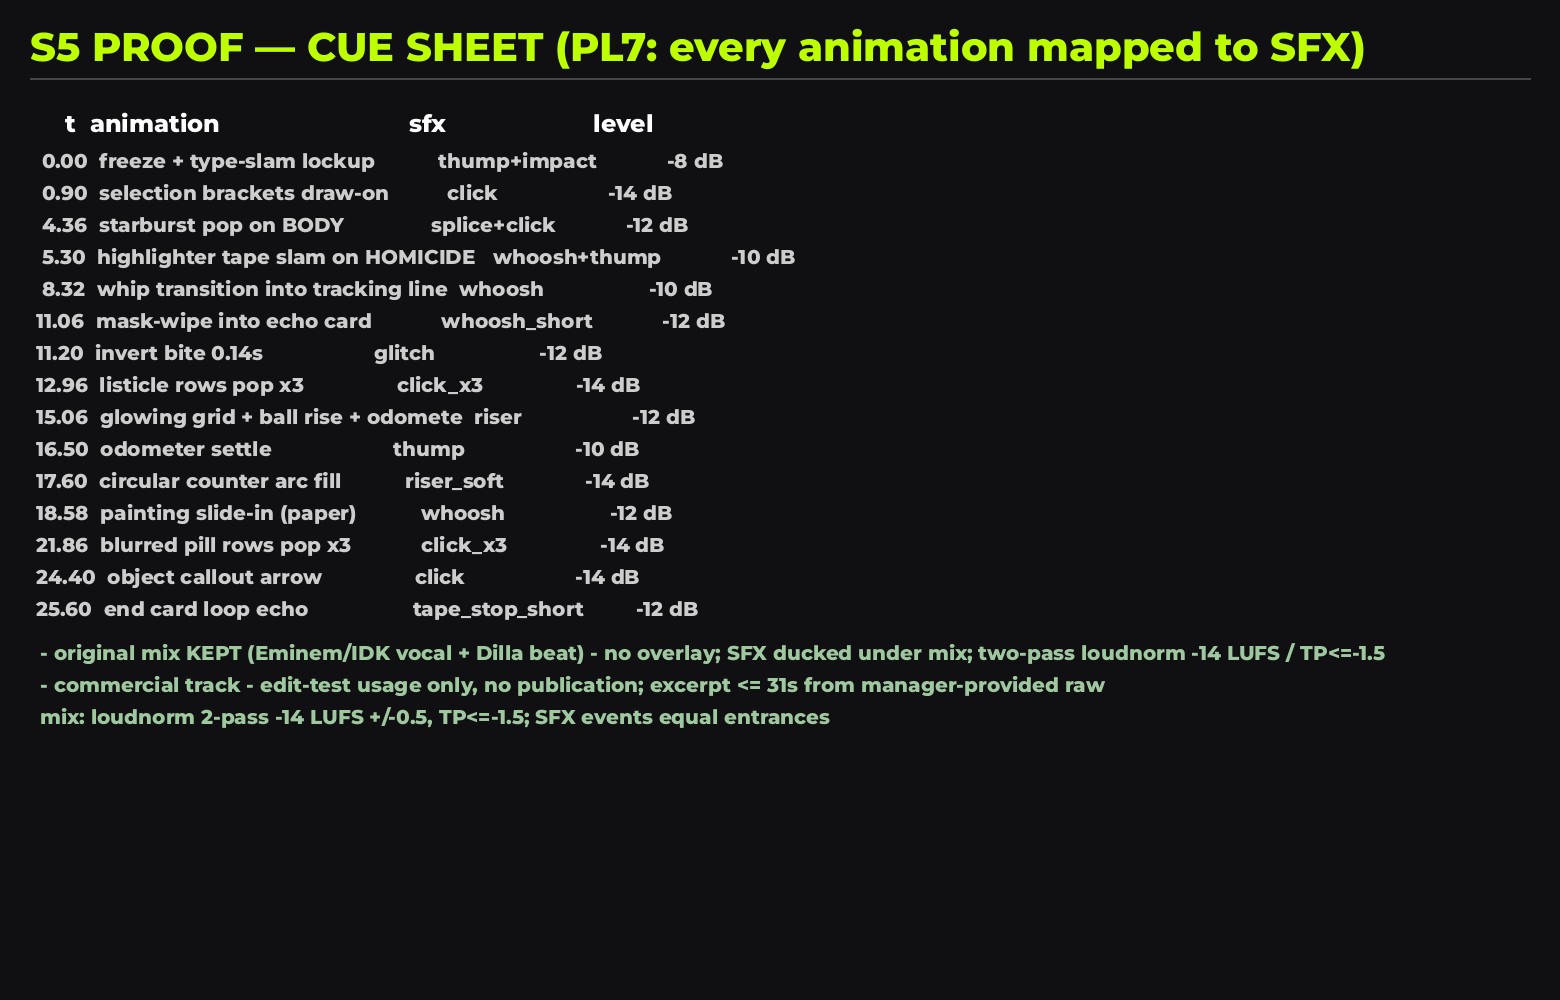 S5 PROOF — CUE SHEET (PL7: every animation mapped to SFX)
t animation sfx level
0.00 freeze + type-slam lockup thump+impact -8 dB
0.90 selection brackets draw-on click -14 dB
4.36 starburst pop on BODY splice+click -12 dB
5.30 highlighter tape slam on HOMICIDE whoosh+thump -10 dB
8.32 whip transition into tracking line whoosh -10 dB
11.06 mask-wipe into echo card whoosh_short -12 dB
11.20 invert bite 0.14s glitch -12 dB
12.96 listicle rows pop x3 click_x3 -14 dB
15.06 glowing grid + ball rise + odomete riser -12 dB
16.50 odometer settle thump -10 dB
17.60 circular counter arc fill riser_soft -14 dB
18.58 painting slide-in (paper) whoosh -12 dB
21.86 blurred pill rows pop x3 click_x3 -14 dB
24.40 object callout arrow click -14 dB
25.60 end card loop echo tape_stop_short -12 dB
- original mix KEPT (Eminem/IDK vocal + Dilla beat) - no overlay; SFX ducked under mix; two-pass loudnorm -14 LUFS / TP<=-1.5
- commercial track - edit-test usage only, no publication; excerpt <= 31s from manager-provided raw
mix: loudnorm 2-pass -14 LUFS +/-0.5, TP<=-1.5; SFX events equal entrances